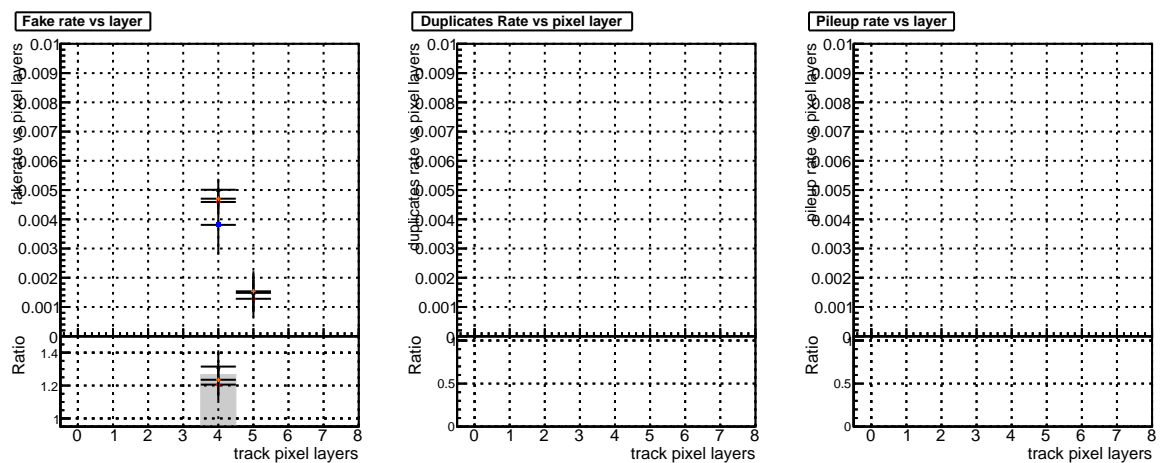 Fake rate vs layer
fakerate vs pixel layers
0.01
0.009
0.008
0.007
0.006
0.005
0.004
0.003
0.002
0.001
0
Ratio
1.4
1.2
1
0 1 2 3 4 5 6 7 8
track pixel layers
Duplicates Rate vs pixel layer
duplicates rate vs pixel layers
0.01
0.009
0.008
0.007
0.006
0.005
0.004
0.003
0.002
0.001
0
Ratio
1
0.5
0
0 1 2 3 4 5 6 7 8
track pixel layers
Pileup rate vs layer
pileup rate vs pixel layers
0.01
0.009
0.008
0.007
0.006
0.005
0.004
0.003
0.002
0.001
0
Ratio
1
0.5
0
0 1 2 3 4 5 6 7 8
track pixel layers